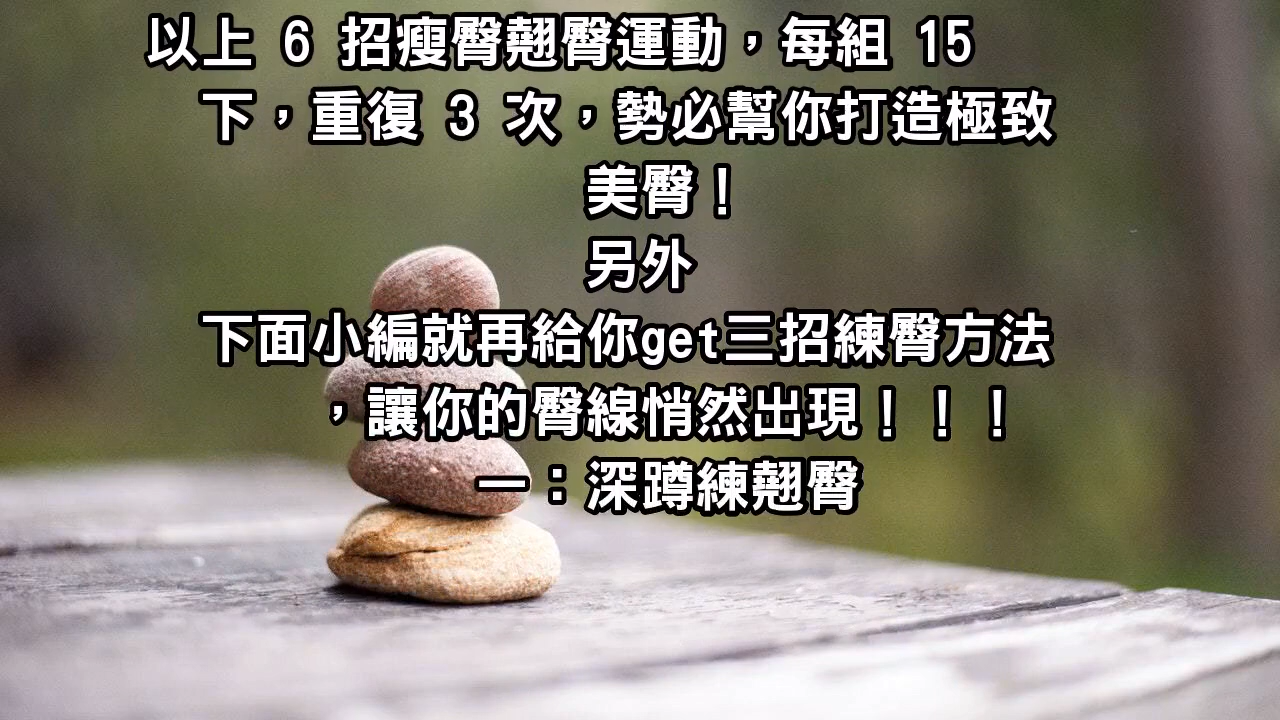 以上 6 招瘦臀翹臀運動，每組 15
下，重復 3 次，勢必幫你打造極致
美臀！
另外
下面小編就再給你get三招練臀方法
，讓你的臀線悄然出現！！！
一：深蹲練翹臀